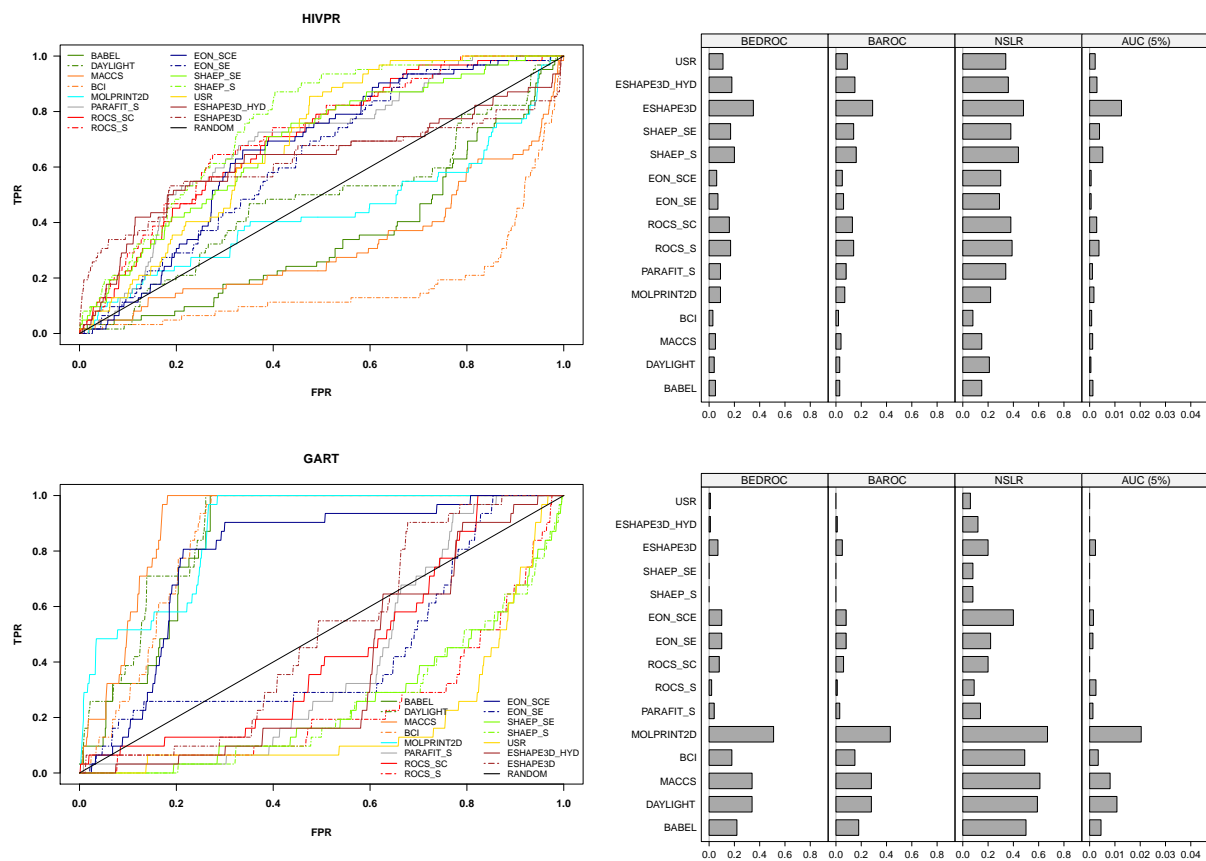 HIVPR
BABEL
DAYLIGHT
MACCS
BCI
MOLPRINT2D
PARAFIT_S
ROCS_SC
ROCS_S
EON_SCE
EON_SE
SHAEP_SE
SHAEP_S
USR
ESHAPE3D_HYD
ESHAPE3D
RANDOM
TPR
1.0
0.8
0.6
0.4
0.2
0.0
0.0 0.2 0.4 0.6 0.8 1.0
FPR
BEDROC BAROC NSLR AUC (5%)
USR
ESHAPE3D_HYD
ESHAPE3D
SHAEP_SE
SHAEP_S
EON_SCE
EON_SE
ROCS_SC
ROCS_S
PARAFIT_S
MOLPRINT2D
BCI
MACCS
DAYLIGHT
BABEL
0.0 0.2 0.4 0.6 0.8 0.0 0.2 0.4 0.6 0.8 0.0 0.2 0.4 0.6 0.8 0.0 0.01 0.02 0.03 0.04
GART
TPR
1.0
0.8
0.6
0.4
0.2
0.0
BABEL
DAYLIGHT
MACCS
BCI
MOLPRINT2D
PARAFIT_S
ROCS_SC
ROCS_S
EON_SCE
EON_SE
SHAEP_SE
SHAEP_S
USR
ESHAPE3D_HYD
ESHAPE3D
RANDOM
0.0 0.2 0.4 0.6 0.8 1.0
FPR
BEDROC BAROC NSLR AUC (5%)
USR
ESHAPE3D_HYD
ESHAPE3D
SHAEP_SE
SHAEP_S
EON_SCE
EON_SE
ROCS_SC
ROCS_S
PARAFIT_S
MOLPRINT2D
BCI
MACCS
DAYLIGHT
BABEL
0.0 0.2 0.4 0.6 0.8 0.0 0.2 0.4 0.6 0.8 0.0 0.2 0.4 0.6 0.8 0.0 0.01 0.02 0.03 0.04